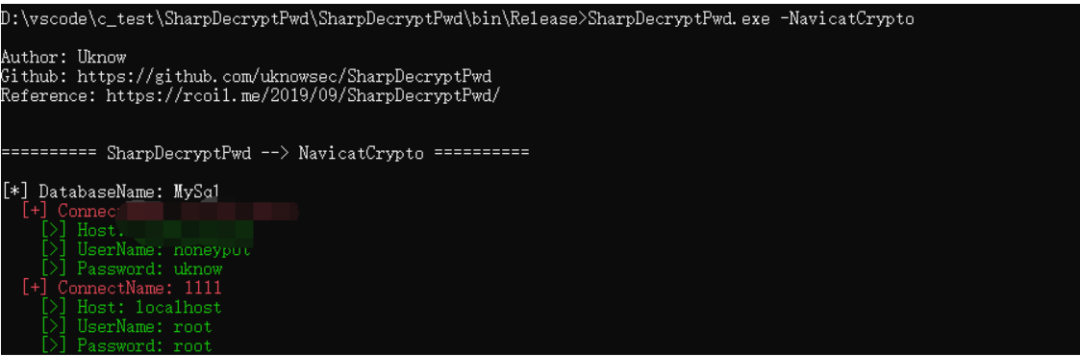 D:\vscode\c_test\SharpDecryptPwd\SharpDecryptPwd\bin\Release>SharpDecryptPwd.exe -NavicatCrypto
Author: Uknow
Github: https://github.com/uknowsec/SharpDecryptPwd
Reference: https://rcoil.me/2019/09/SharpDecryptPwd/
========== SharpDecryptPwd --> NavicatCrypto ==========
[*] DatabaseName: MySql
[+] Connec
[>] Host:
[>] UserName: honeypot
[>] Password: uknow
[+] ConnectName: 1111
[>] Host: localhost
[>] UserName: root
[>] Password: root